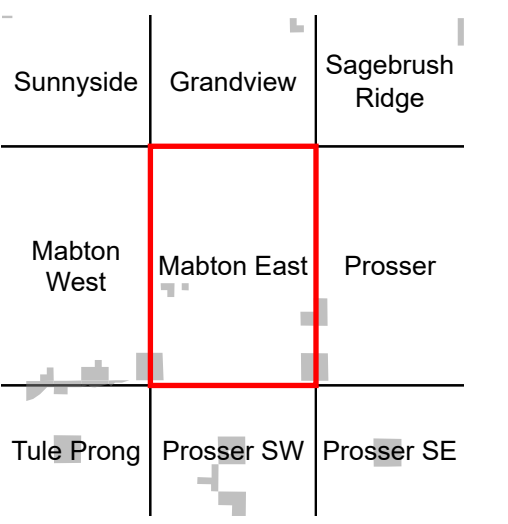 Sunnyside
Grandview
Sagebrush
Ridge
Mabton
West
Mabton East
Prosser
Tule Prong
Prosser SW
Prosser SE